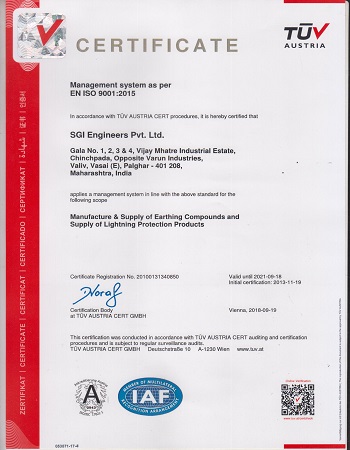 TÜV
AUSTRIA
CERTIFICATE
Management system as per
EN ISO 9001:2015
In accordance with TÜV AUSTRIA CERT procedures, it is hereby certified that
SGI Engineers Pvt. Ltd.
Gala No. 1, 2, 3 & 4, Vijay Mhatre Industrial Estate,
Chinchpada, Opposite Varun Industries,
Valiv, Vasai (E), Palghar - 401 208,
Maharashtra, India
applies a management system in line with the above standard for the
following scope
Manufacture & Supply of Earthing Compounds and
Supply of Lightning Protection Products
Certificate Registration No. 20100131340850
Valid until 2021-09-18
Initial certification: 2013-11-19
Certification Body
at TÜV AUSTRIA CERT GMBH
Vienna, 2018-09-19
This certification was conducted in accordance with TÜV AUSTRIA CERT auditing and certification
procedures and is subject to regular surveillance audits.
TÜV AUSTRIA CERT GMBH Deutschstraße 10 A-1230 Wien www.tuv.at
MEMBER OF MULTILATERAL
IAF
RECOGNITION ARRANGEMENT
ZERTIFIKAT | CERTIFICATE | CERTIFICAT | CERTIFICADO | СЕРТИФИКАТ